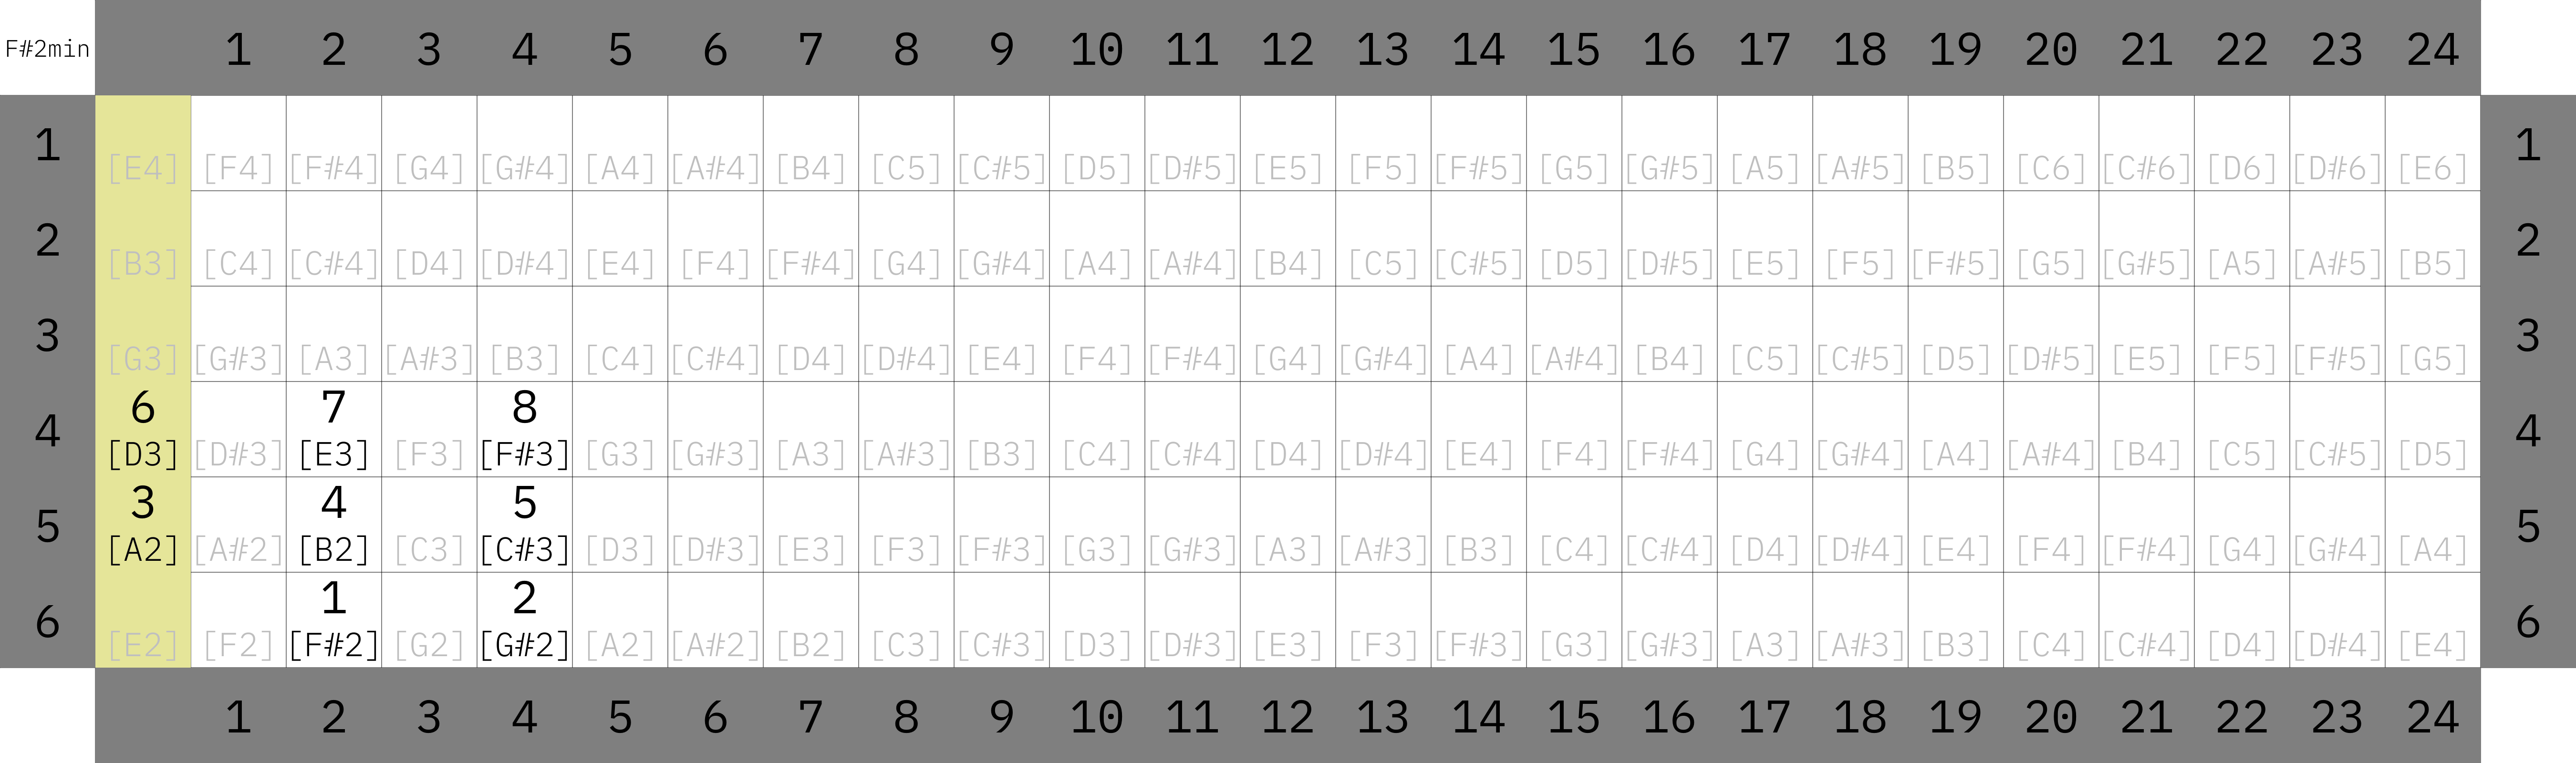 F#2min 1 2 3 4 5 6 7 8 9 10 11 12 13 14 15 16 17 18 19 20 21 22 23 24
1 [E4] [F4] [F#4] [G4] [G#4] [A4] [A#4] [B4] [C5] [C#5] [D5] [D#5] [E5] [F5] [F#5] [G5] [G#5] [A5] [A#5] [B5] [C6] [C#6] [D6] [D#6] [E6] 1
2 [B3] [C4] [C#4] [D4] [D#4] [E4] [F4] [F#4] [G4] [G#4] [A4] [A#4] [B4] [C5] [C#5] [D5] [D#5] [E5] [F5] [F#5] [G5] [G#5] [A5] [A#5] [B5] 2
3 [G3] [G#3] [A3] [A#3] [B3] [C4] [C#4] [D4] [D#4] [E4] [F4] [F#4] [G4] [G#4] [A4] [A#4] [B4] [C5] [C#5] [D5] [D#5] [E5] [F5] [F#5] [G5] 3
6 7 8
4 [D3] [D#3] [E3] [F3] [F#3] [G3] [G#3] [A3] [A#3] [B3] [C4] [C#4] [D4] [D#4] [E4] [F4] [F#4] [G4] [G#4] [A4] [A#4] [B4] [C5] [C#5] [D5] 4
3 4 5
5 [A2] [A#2] [B2] [C3] [C#3] [D3] [D#3] [E3] [F3] [F#3] [G3] [G#3] [A3] [A#3] [B3] [C4] [C#4] [D4] [D#4] [E4] [F4] [F#4] [G4] [G#4] [A4] 5
1 2
6 [E2] [F2] [F#2] [G2] [G#2] [A2] [A#2] [B2] [C3] [C#3] [D3] [D#3] [E3] [F3] [F#3] [G3] [G#3] [A3] [A#3] [B3] [C4] [C#4] [D4] [D#4] [E4] 6
1 2 3 4 5 6 7 8 9 10 11 12 13 14 15 16 17 18 19 20 21 22 23 24